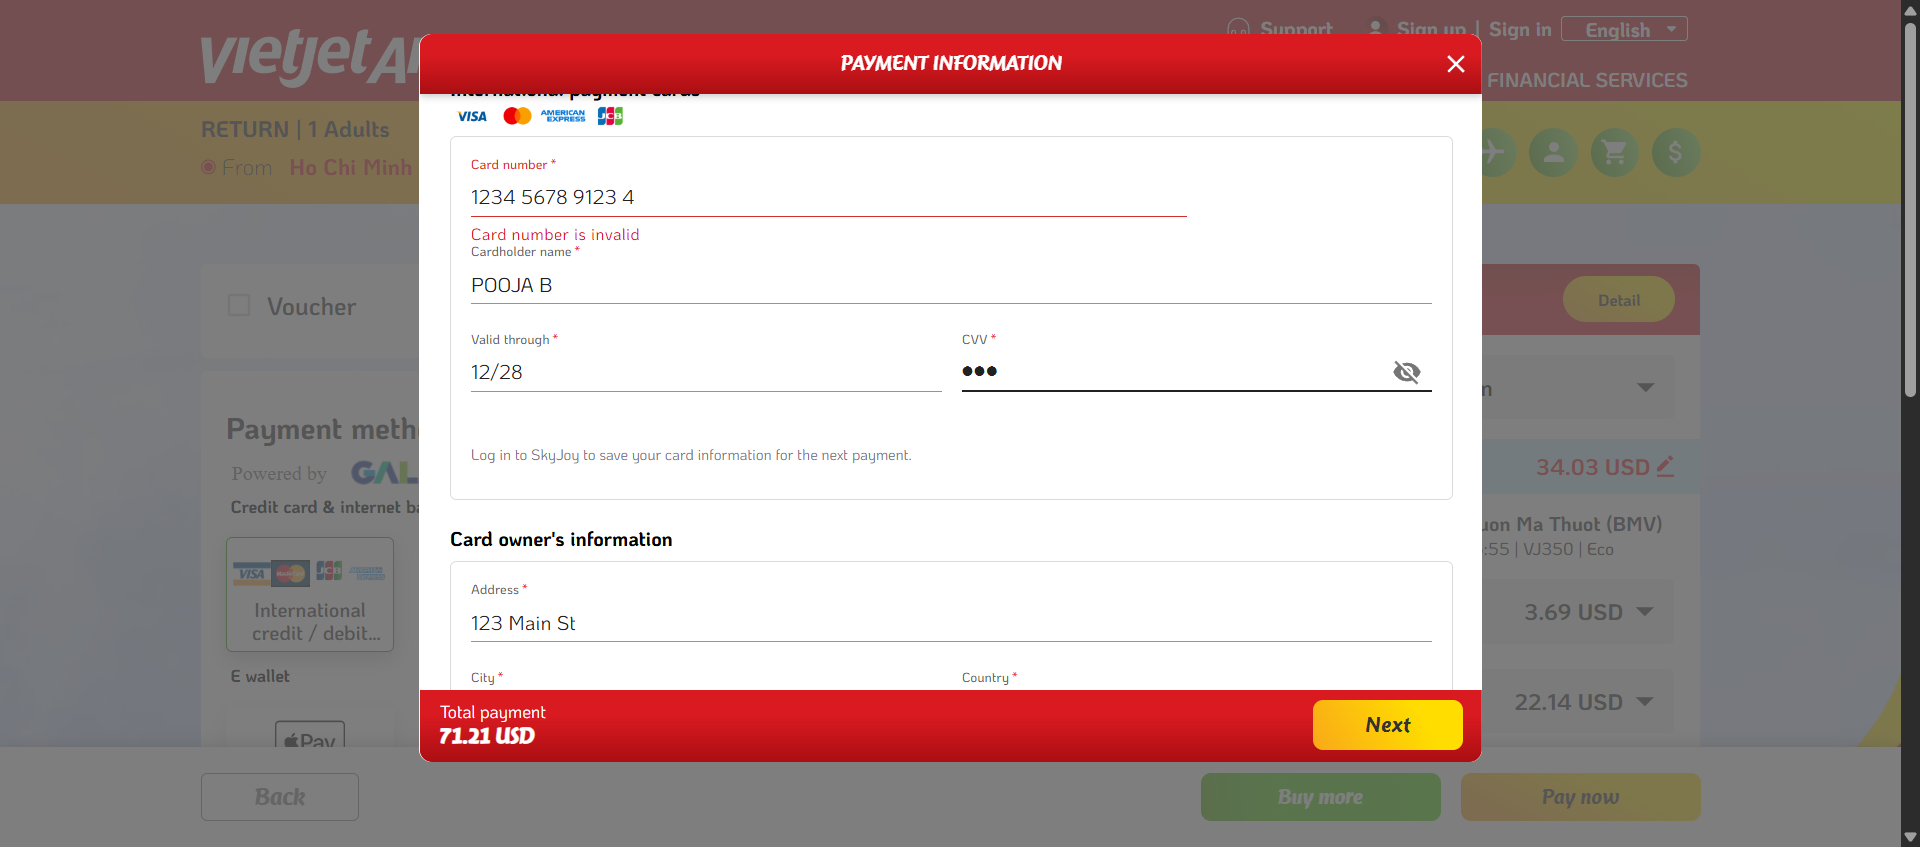 vietjet
Support
Sign up | Sign in
English
FINANCIAL SERVICES
PAYMENT INFORMATION
RETURN | 1 Adults
From Ho Chi Minh
International payment cards
VISA
AMERICAN EXPRESS
JCB
Card number *
1234 5678 9123 4
Card number is invalid
Cardholder name *
POOJA B
Valid through *
12/28
CVV *
Log in to SkyJoy to save your card information for the next payment.
Card owner's information
Address *
123 Main St
City *
Country *
Total payment
71.21 USD
Next
Voucher
Payment meth
Powered by GAL
Credit card & internet ba
VISA
JCB
International
credit / debit...
E wallet
Pay
Detail
34.03 USD
uon Ma Thuot (BMV)
:55 | VJ350 | Eco
3.69 USD
22.14 USD
Back
Buy more
Pay now